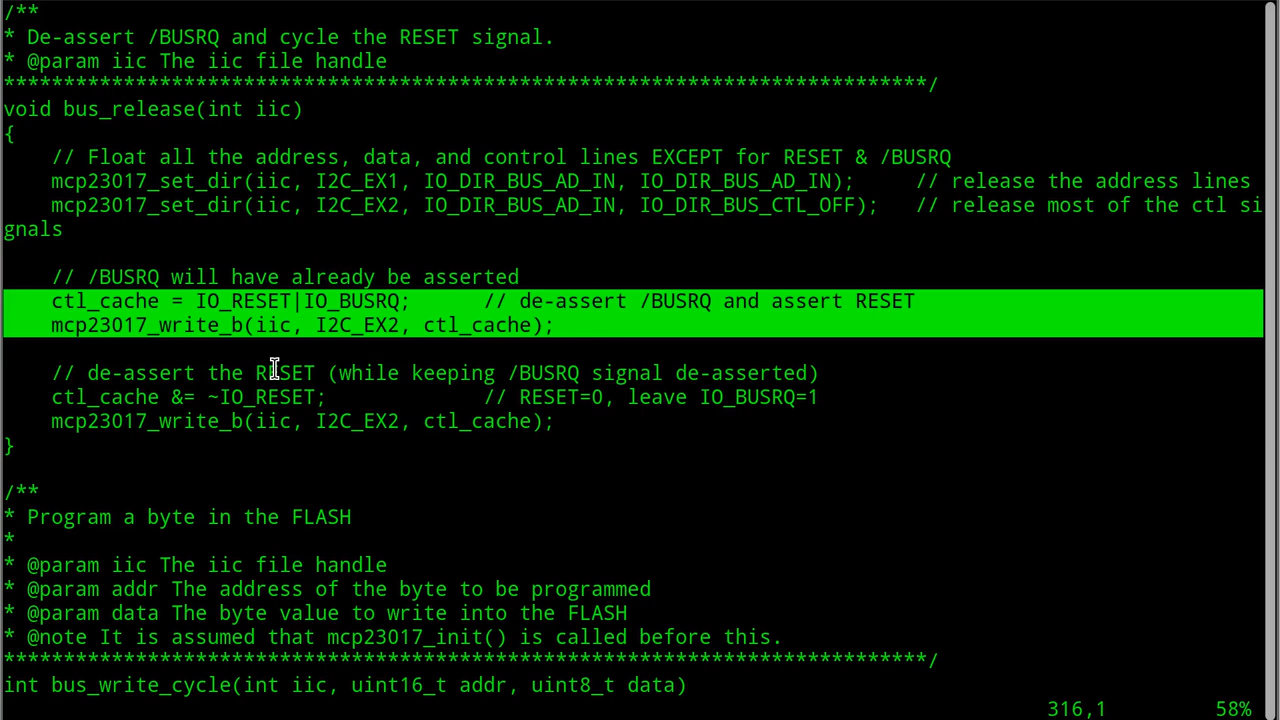 /**
* De-assert /BUSRQ and cycle the RESET signal.
* @param iic The iic file handle
*****************************************************************************/
void bus_release(int iic)
{
    // Float all the address, data, and control lines EXCEPT for RESET & /BUSRQ
    mcp23017_set_dir(iic, I2C_EX1, IO_DIR_BUS_AD_IN, IO_DIR_BUS_AD_IN);     // release the address lines
    mcp23017_set_dir(iic, I2C_EX2, IO_DIR_BUS_AD_IN, IO_DIR_BUS_CTL_OFF);   // release most of the ctl si
gnals

    // /BUSRQ will have already be asserted
    ctl_cache = IO_RESET|IO_BUSRQ;      // de-assert /BUSRQ and assert RESET
    mcp23017_write_b(iic, I2C_EX2, ctl_cache);

    // de-assert the RESET (while keeping /BUSRQ signal de-asserted)
    ctl_cache &= ~IO_RESET;             // RESET=0, leave IO_BUSRQ=1
    mcp23017_write_b(iic, I2C_EX2, ctl_cache);
}

/**
* Program a byte in the FLASH
*
* @param iic The iic file handle
* @param addr The address of the byte to be programmed
* @param data The byte value to write into the FLASH
* @note It is assumed that mcp23017_init() is called before this.
*****************************************************************************/
int bus_write_cycle(int iic, uint16_t addr, uint8_t data)
316,1 58%